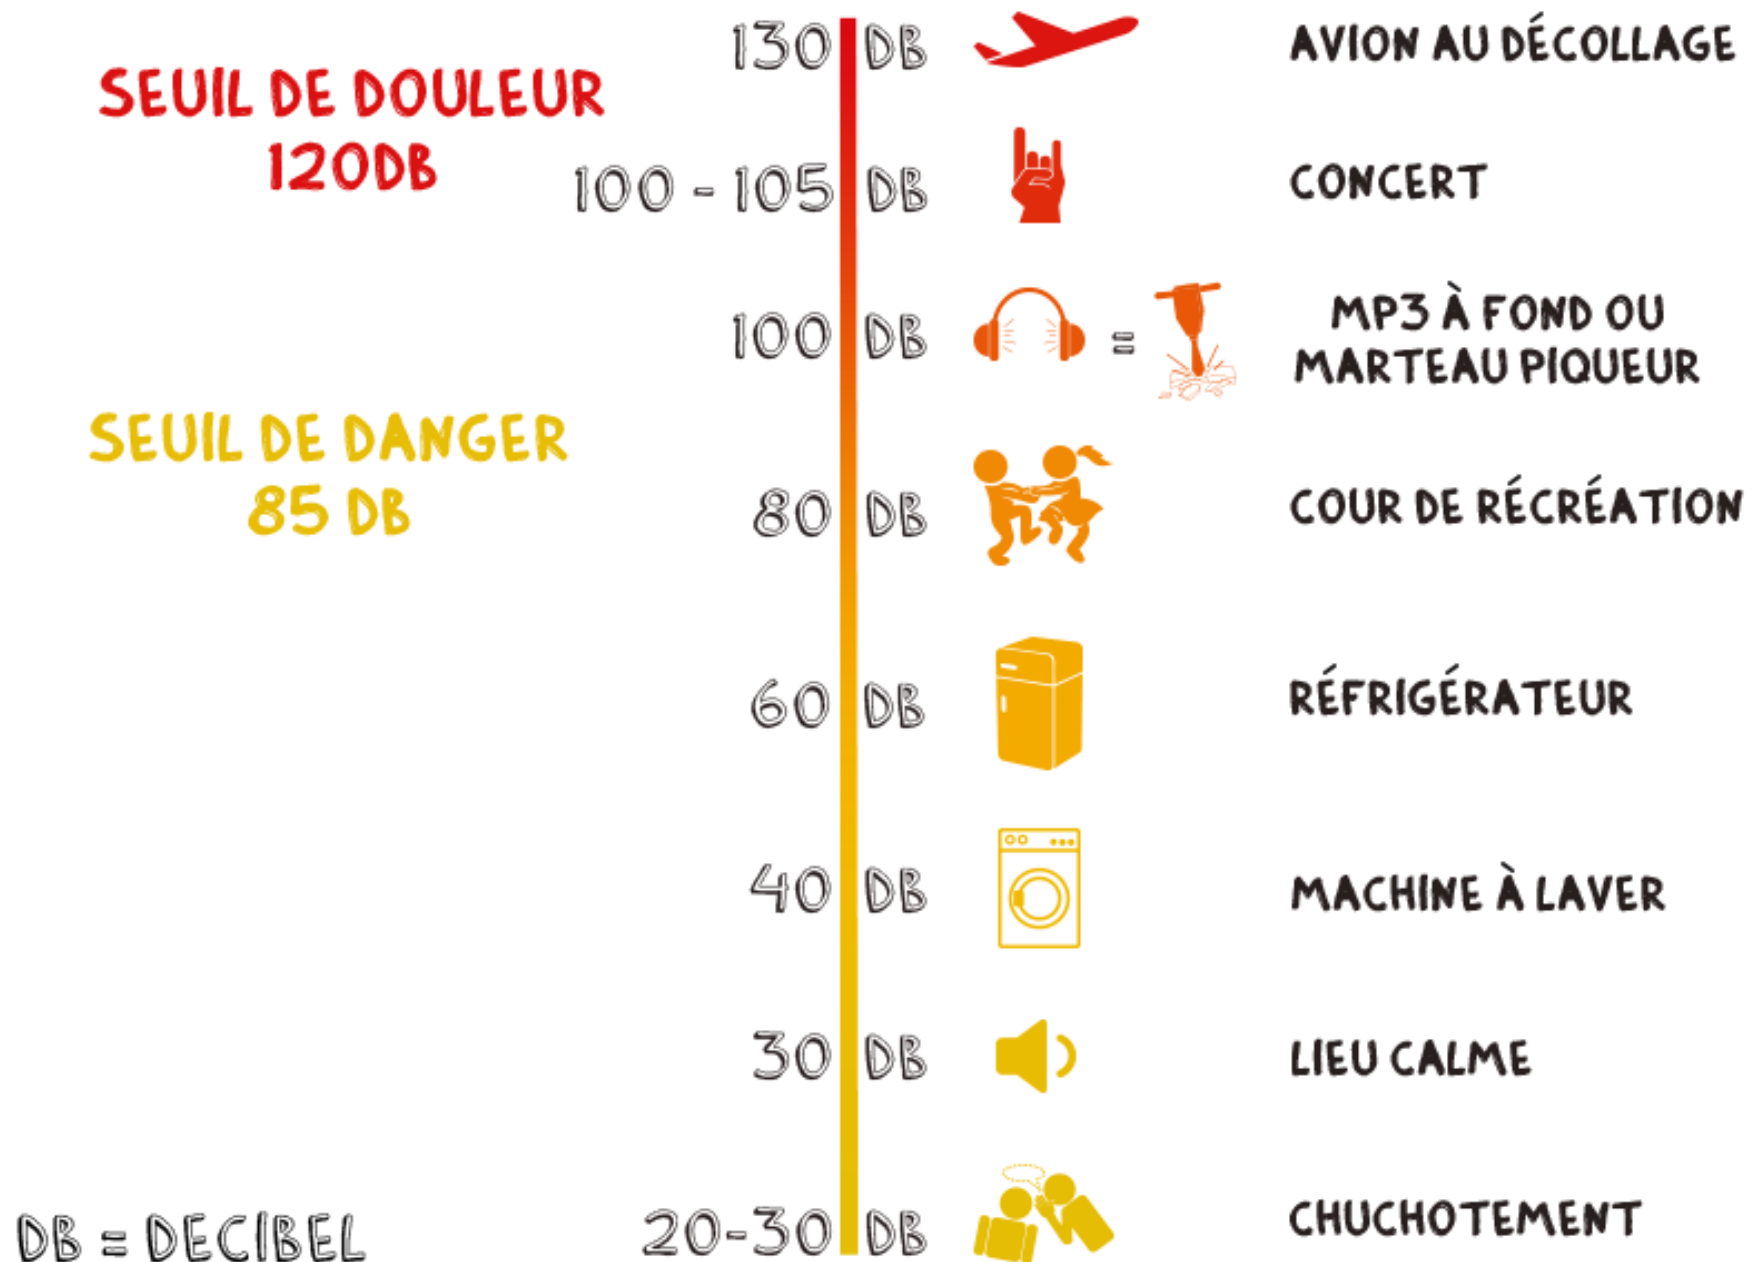 130 DB AVION AU DÉCOLLAGE
SEUIL DE DOULEUR
120DB
100 - 105 DB CONCERT
100 DB = MP3 À FOND OU
MARTEAU PIQUEUR
SEUIL DE DANGER
85 DB
80 DB COUR DE RÉCRÉATION
60 DB RÉFRIGÉRATEUR
40 DB MACHINE À LAVER
30 DB LIEU CALME
20-30 DB CHUCHOTEMENT
DB = DECIBEL